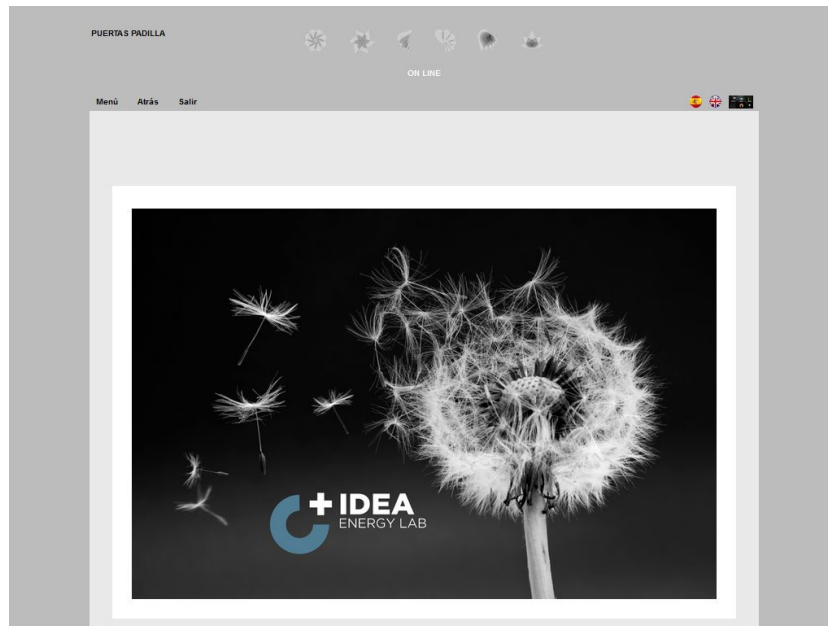 PUERTAS PADILLA
ON LINE
Menú Atrás Salir
+ IDEA
ENERGY LAB